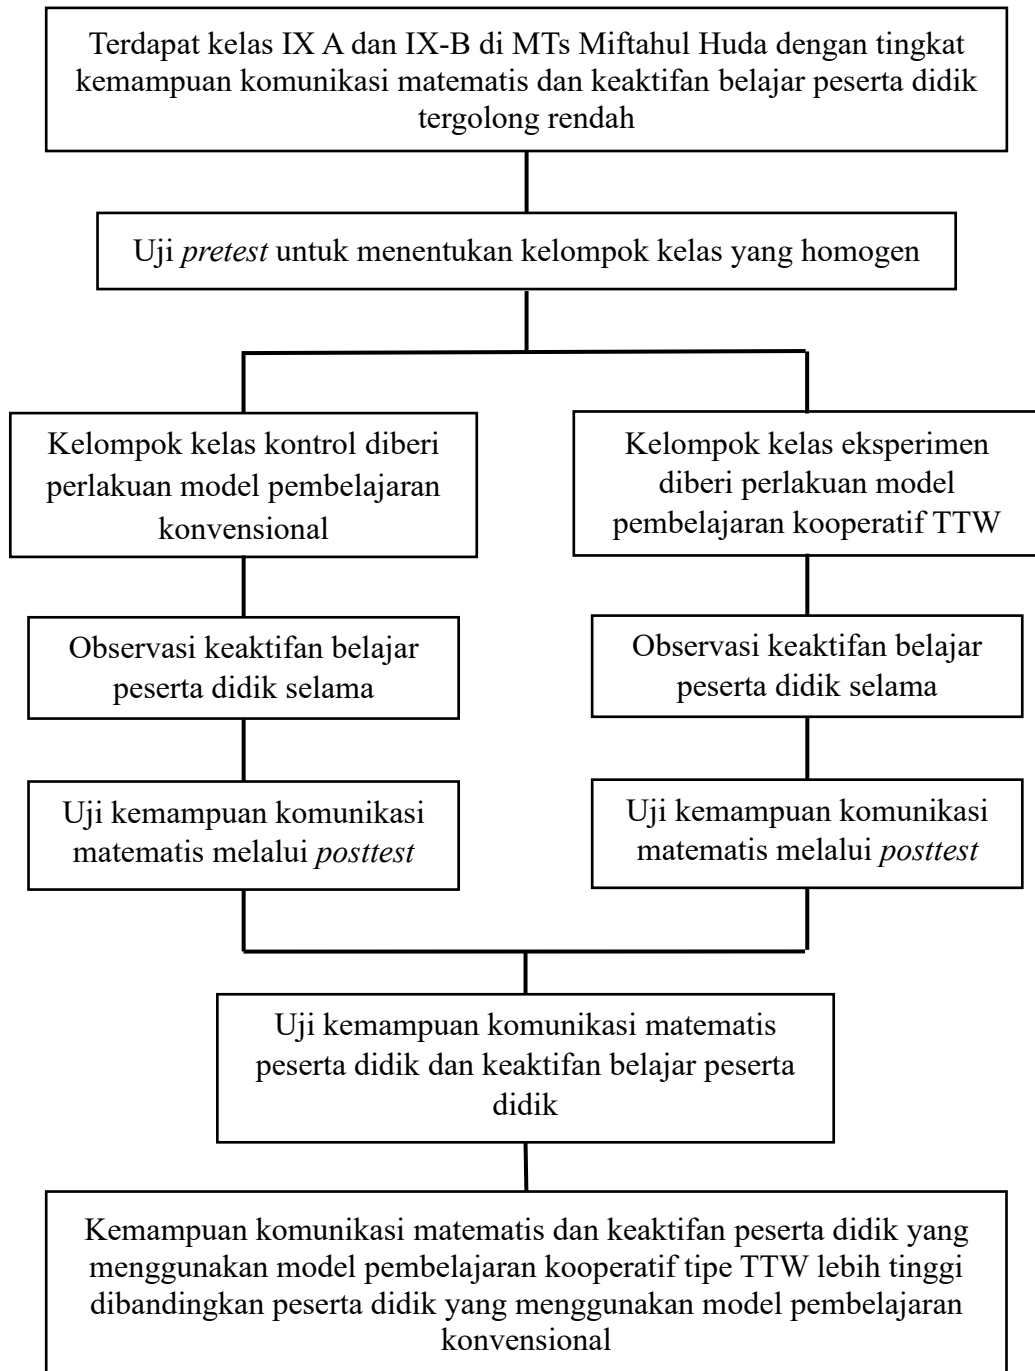 Terdapat kelas IX A dan IX-B di MTs Miftahul Huda dengan tingkat
kemampuan komunikasi matematis dan keaktifan belajar peserta didik
tergolong rendah
Uji pretest untuk menentukan kelompok kelas yang homogen
Kelompok kelas kontrol diberi
perlakuan model pembelajaran
konvensional
Kelompok kelas eksperimen
diberi perlakuan model
pembelajaran kooperatif TTW
Observasi keaktifan belajar
peserta didik selama
Observasi keaktifan belajar
peserta didik selama
Uji kemampuan komunikasi
matematis melalui posttest
Uji kemampuan komunikasi
matematis melalui posttest
Uji kemampuan komunikasi matematis
peserta didik dan keaktifan belajar peserta
didik
Kemampuan komunikasi matematis dan keaktifan peserta didik yang
menggunakan model pembelajaran kooperatif tipe TTW lebih tinggi
dibandingkan peserta didik yang menggunakan model pembelajaran
konvensional